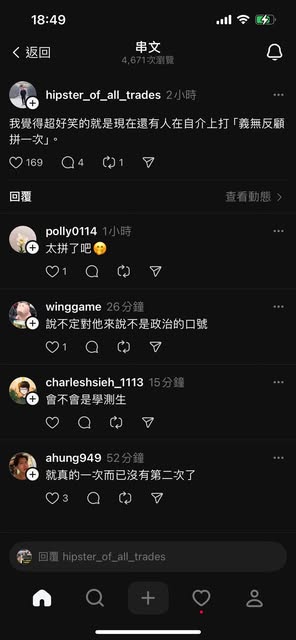 18:49
返回
串文
4,671次瀏覽
hipster_of_all_trades 2小時
我覺得超好笑的就是現在還有人在自介上打「義無反顧
拼一次」。
169 4 1
回覆
查看動態
polly0114 1小時
太拼了吧🤭
1
winggame 26分鐘
說不定對他來說不是政治的口號
1
charleshsieh_1113 15分鐘
會不會是學測生
ahung949 52分鐘
就真的一次而已沒有第二次了
3
回覆 hipster_of_all_trades